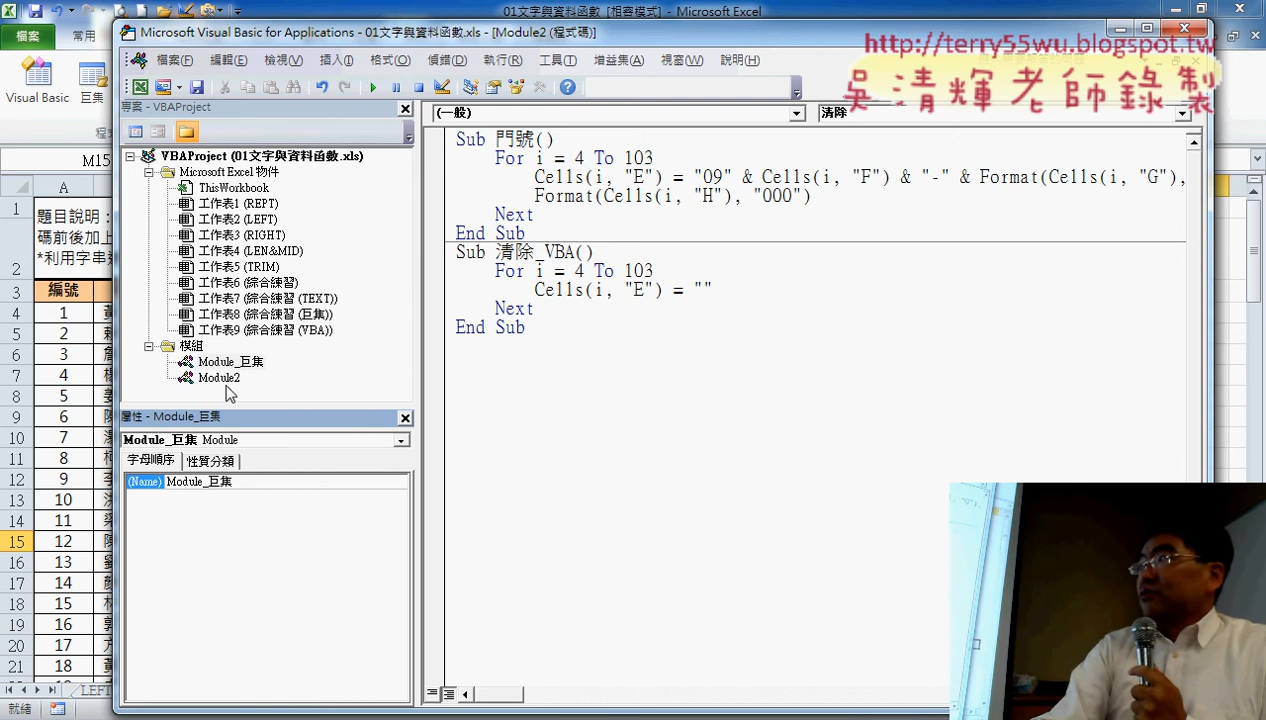 01文字與資料函數 [相容模式] - Microsoft Excel
檔案
常用
Microsoft Visual Basic for Applications - 01文字與資料函數.xls - [Module2 (程式碼)]
http://terry55wu.blogspot.tw
吳清輝老師錄製
檔案(F) 編輯(E) 檢視(V) 插入(I) 格式(O) 偵錯(D) 執行(R) 工具(T) 增益集(A) 視窗(W) 說明(H)
Visual Basic
巨集
專案 - VBAProject
VBAProject (01文字與資料函數.xls)
Microsoft Excel 物件
ThisWorkbook
工作表1 (REPT)
工作表2 (LEFT)
工作表3 (RIGHT)
工作表4 (LEN&MID)
工作表5 (TRIM)
工作表6 (綜合練習)
工作表7 (綜合練習 (TEXT))
工作表8 (綜合練習 (巨集))
工作表9 (綜合練習 (VBA))
模組
Module_巨集
Module2
屬性 - Module_巨集
Module_巨集 Module
字母順序 性質分類
(Name) Module_巨集
(一般)
清除
Sub 門號()
For i = 4 To 103
Cells(i, "E") = "09" & Cells(i, "F") & "-" & Format(Cells(i, "G"),
Format(Cells(i, "H"), "000")
Next
End Sub
Sub 清除_VBA()
For i = 4 To 103
Cells(i, "E") = ""
Next
End Sub
M15
A
1 題目說明：
碼前後加上
2 *利用字串
3 編號
4 1
5 2
6 3
7 4
8 5
9 6
10 7
11 8
12 9
13 10
14 11
15 12
16 13
17 14
18 15
19 16
20 17
21 18
LEFT
就緒